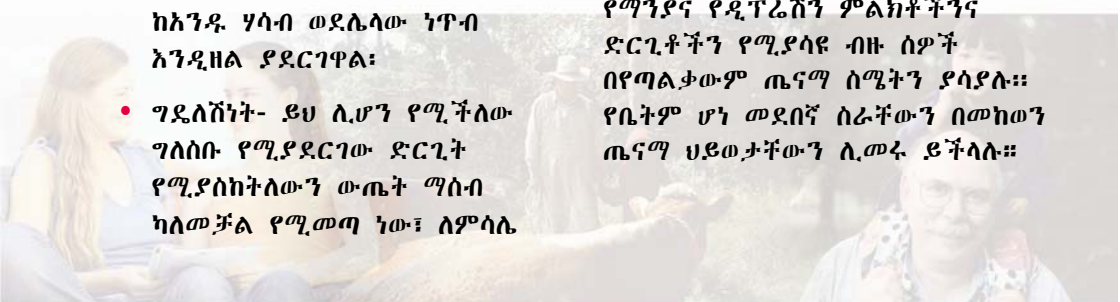 ከአንዱ ሃሳብ ወደሌላው ነጥብ
እንዲዘል ያደርገዋል፡
• ግዴለሽነት- ይህ ሊሆን የሚችለው
ግለሰቡ የሚያደርገው ድርጊት
የሚያስከትለውን ውጤት ማሰብ
ካለመቻል የሚመጣ ነው፣ ለምሳሌ
የማንያና የዲፕሬሽን ምልክቶችንና
ድርጊቶችን የሚያሳዩ ብዙ ሰዎች
በየጣልቃውም ጤናማ ሰሜትን ያሳያሉ፡፡
የቤትም ሆነ መደበኛ ስራቸውን በመከወን
ጤናማ ህይወታቸውን ሊመሩ ይችላሉ።